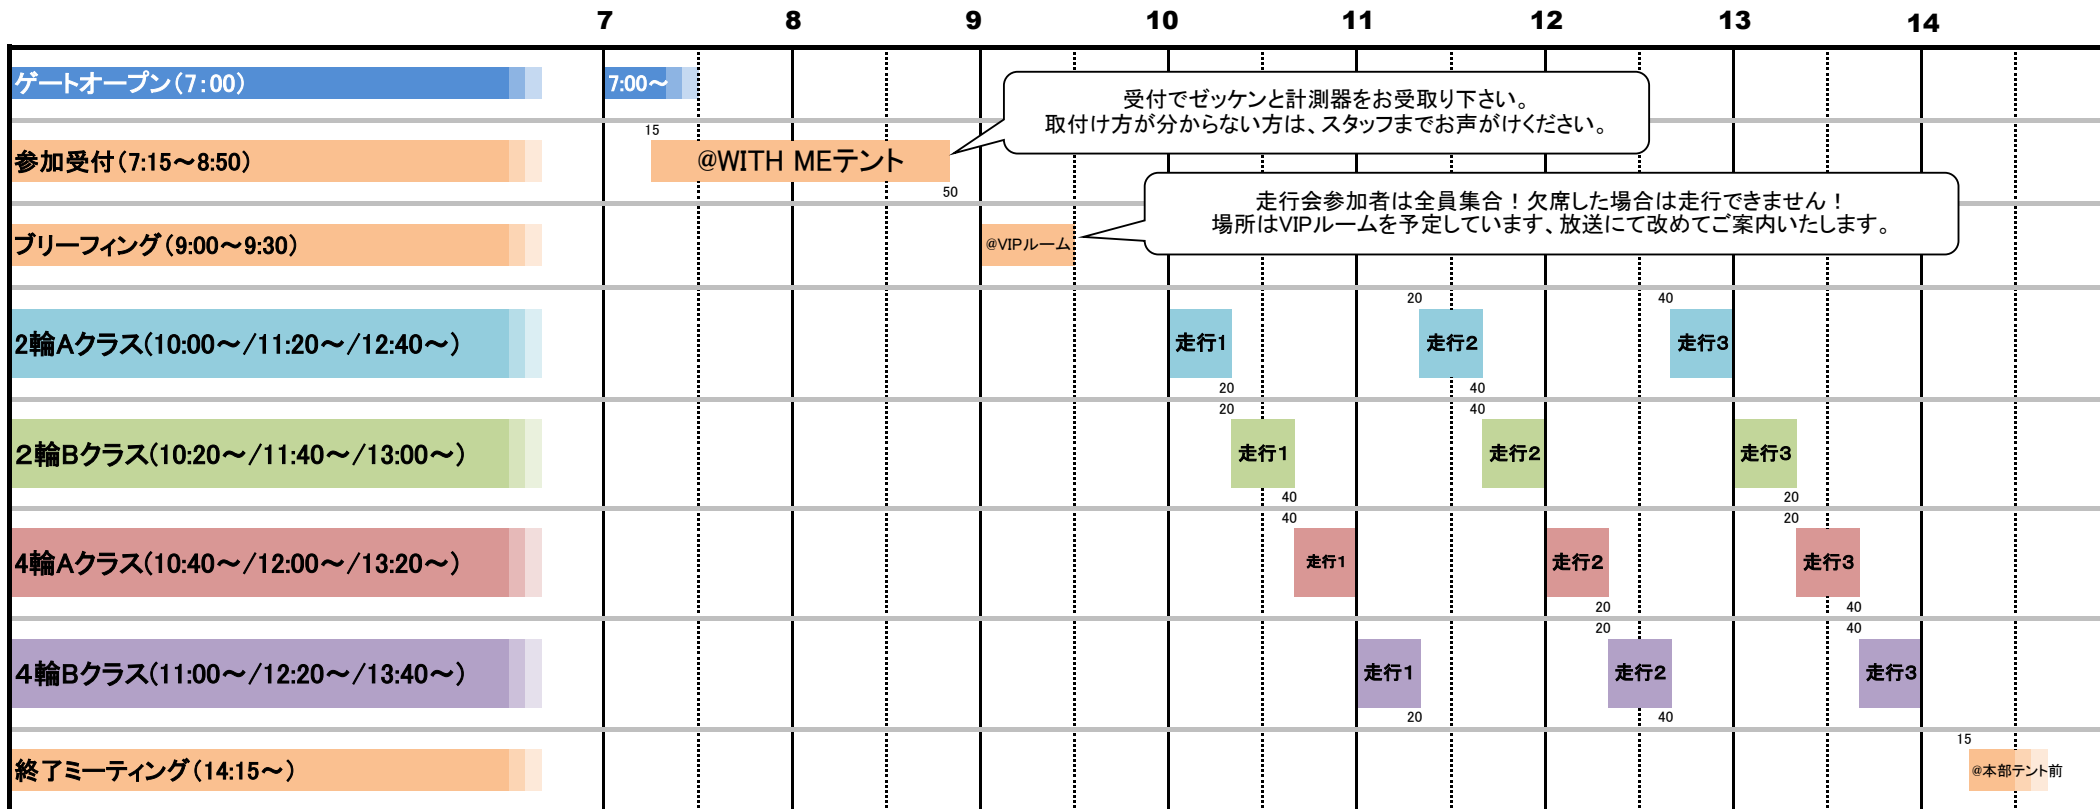 7 8 9 10 11 12 13 14
ゲートオープン(7:00)
7:00～
受付でゼッケンと計測器をお受取り下さい。
取付け方が分からない方は、スタッフまでお声がけください。
15
参加受付(7:15～8:50)
@WITH MEテント
50
走行会参加者は全員集合！欠席した場合は走行できません！
場所はVIPルームを予定しています、放送にて改めてご案内いたします。
ブリーフィング(9:00～9:30)
@VIPルーム
20 40
2輪Aクラス(10:00～/11:20～/12:40～)
走行1 走行2 走行3
20 40
20 40
２輪Bクラス(10:20～/11:40～/13:00～)
走行1 走行2 走行3
40 20
40 20
4輪Aクラス(10:40～/12:00～/13:20～)
走行1 走行2 走行3
20 40
20 40
４輪Bクラス(11:00～/12:20～/13:40～)
走行1 走行2 走行3
20 40
15
終了ミーティング(14:15～)
@本部テント前